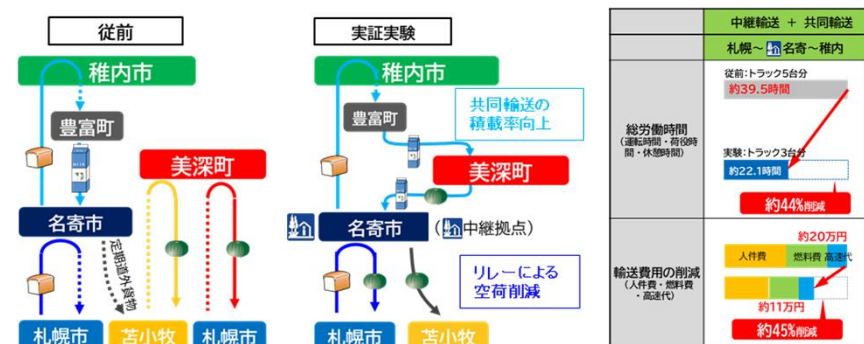 従前
稚内市
豊富町
美深町
名寄市
定期道外貨物
札幌市
苫小牧
札幌市
実証実験
稚内市
共同輸送の
積載率向上
豊富町
美深町
名寄市
(中継拠点)
リレーによる
空荷削減
札幌市
苫小牧
中継輸送 + 共同輸送
札幌~名寄~稚内
総労働時間
(運転時間・荷役時
間・休憩時間)
従前:トラック5台分
約39.5時間
実験:トラック3台分
約22.1時間
約44%削減
輸送費用の削減
(人件費・燃料費
・高速代)
約20万円
人件費
燃料費
高速代
約11万円
約45%削減